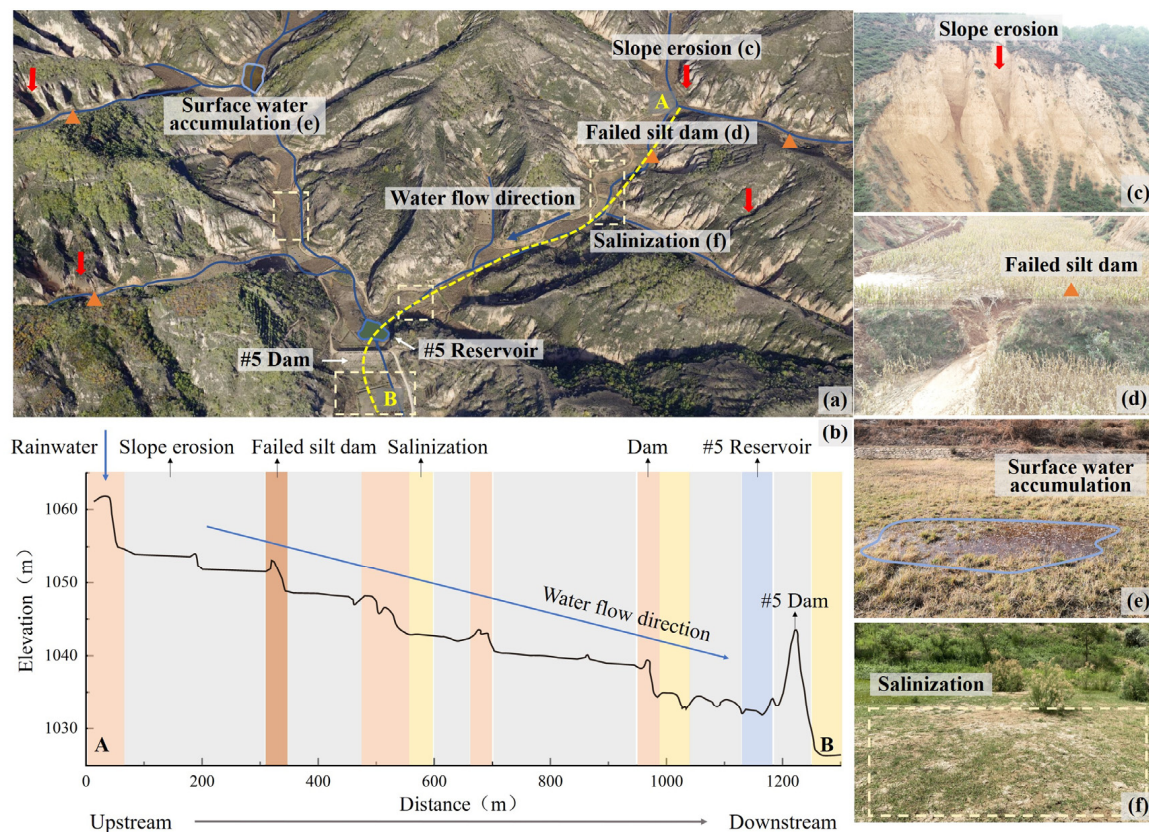 Slope erosion (c)
A
Surface water
accumulation (e)
Failed silt dam (d)
Water flow direction
Salinization (f)
#5 Dam
#5 Reservoir
B
(a)
Slope erosion
(c)
Failed silt dam
(d)
Surface water
accumulation
(e)
Salinization
(f)
(b)
Rainwater
Slope erosion
Failed silt dam
Salinization
Dam
#5 Reservoir
Elevation（m）
1060
1050
1040
1030
Water flow direction
#5 Dam
A
B
0
200
400
600
800
1000
1200
Distance（m）
Upstream
Downstream